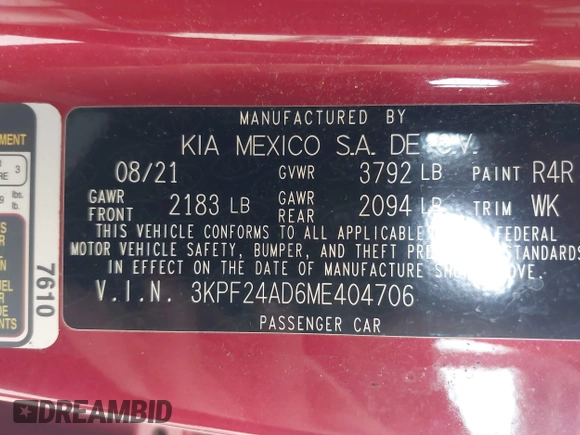 MANUFACTURED BY
KIA MEXICO S.A. DE C.V.
08/21 GVWR 3792 LB PAINT R4R
GAWR FRONT 2183 LB GAWR REAR 2094 LB TRIM WK
THIS VEHICLE CONFORMS TO ALL APPLICABLE FEDERAL
MOTOR VEHICLE SAFETY, BUMPER, AND THEFT
IN EFFECT ON THE DATE OF MANUFACTURE ABOVE.
V.I.N. 3KPF24AD6ME404706
PASSENGER CAR
7610
DREAMBID